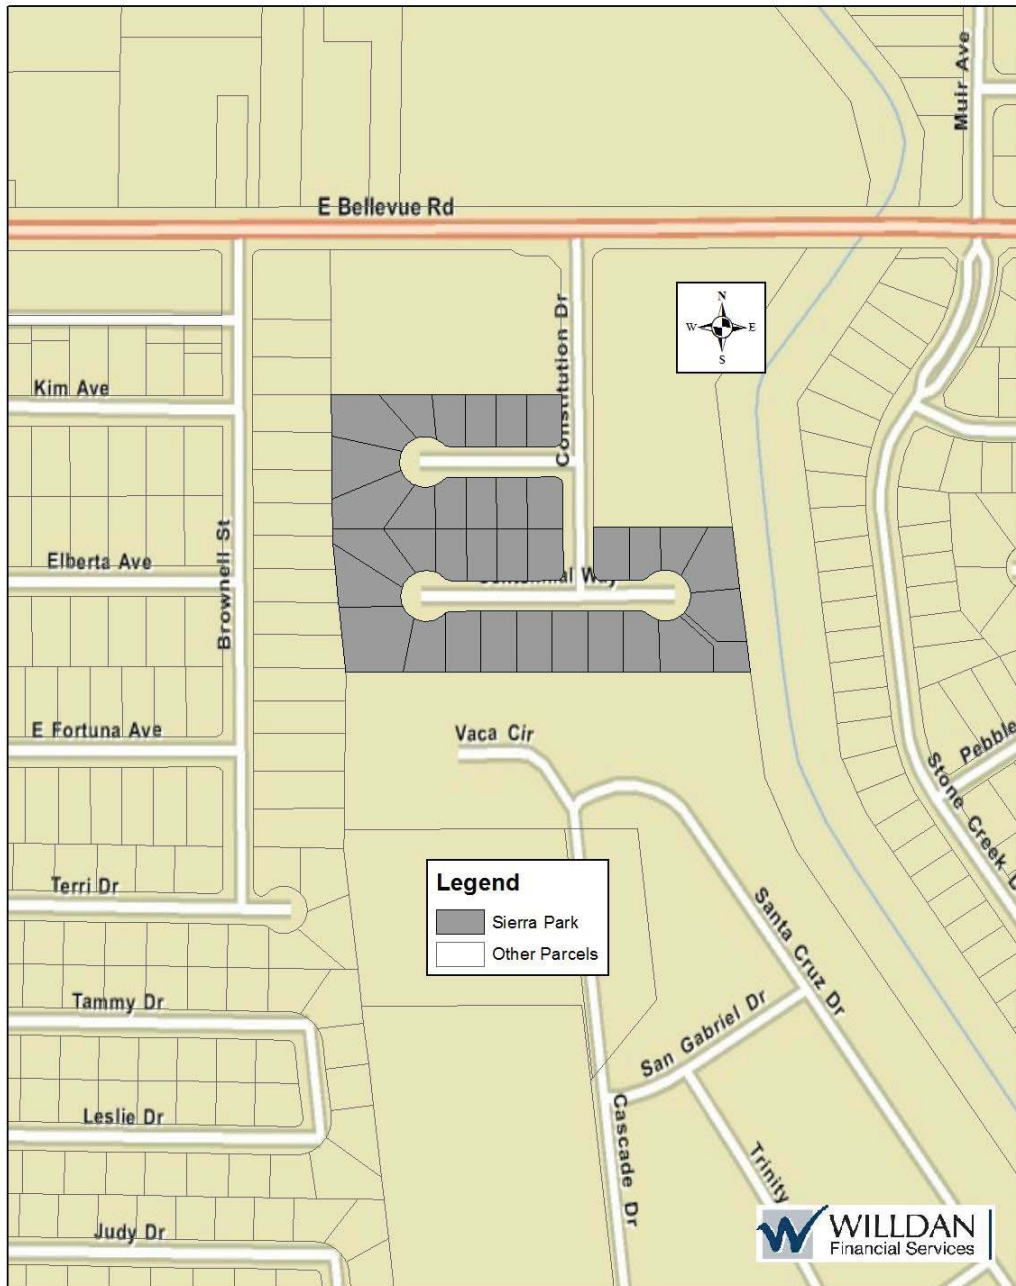 Muir Ave
E Bellevue Rd
N
W
E
S
Constitution Dr
Kim Ave
Brownell St
Elberta Ave
Way
E Fortuna Ave
Vaca Cir
Pebble
Stone Creek D
Terri Dr
Legend
Sierra Park
Other Parcels
Santa Cruz Dr
Tammy Dr
San Gabriel Dr
Leslie Dr
Cascade Dr
Trinity
Judy Dr
WILLDAN
Financial Services